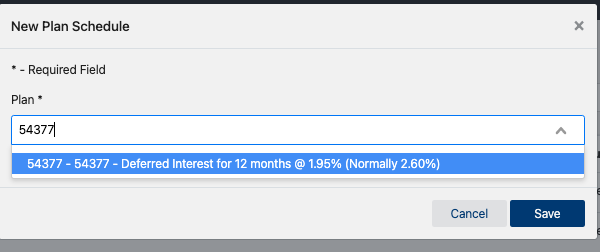 New Plan Schedule
×
* - Required Field
Plan *
54377
54377 - 54377 - Deferred Interest for 12 months @ 1.95% (Normally 2.60%)
Cancel
Save